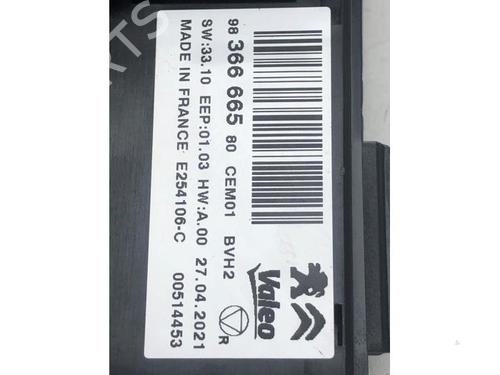 98 366 665 80 CEM01 BVH2
SW:33.10 EEP:01.03 HW:A.00 27.04.2021
MADE IN FRANCE E254106-C 00514453
R
Valeo
PARTS